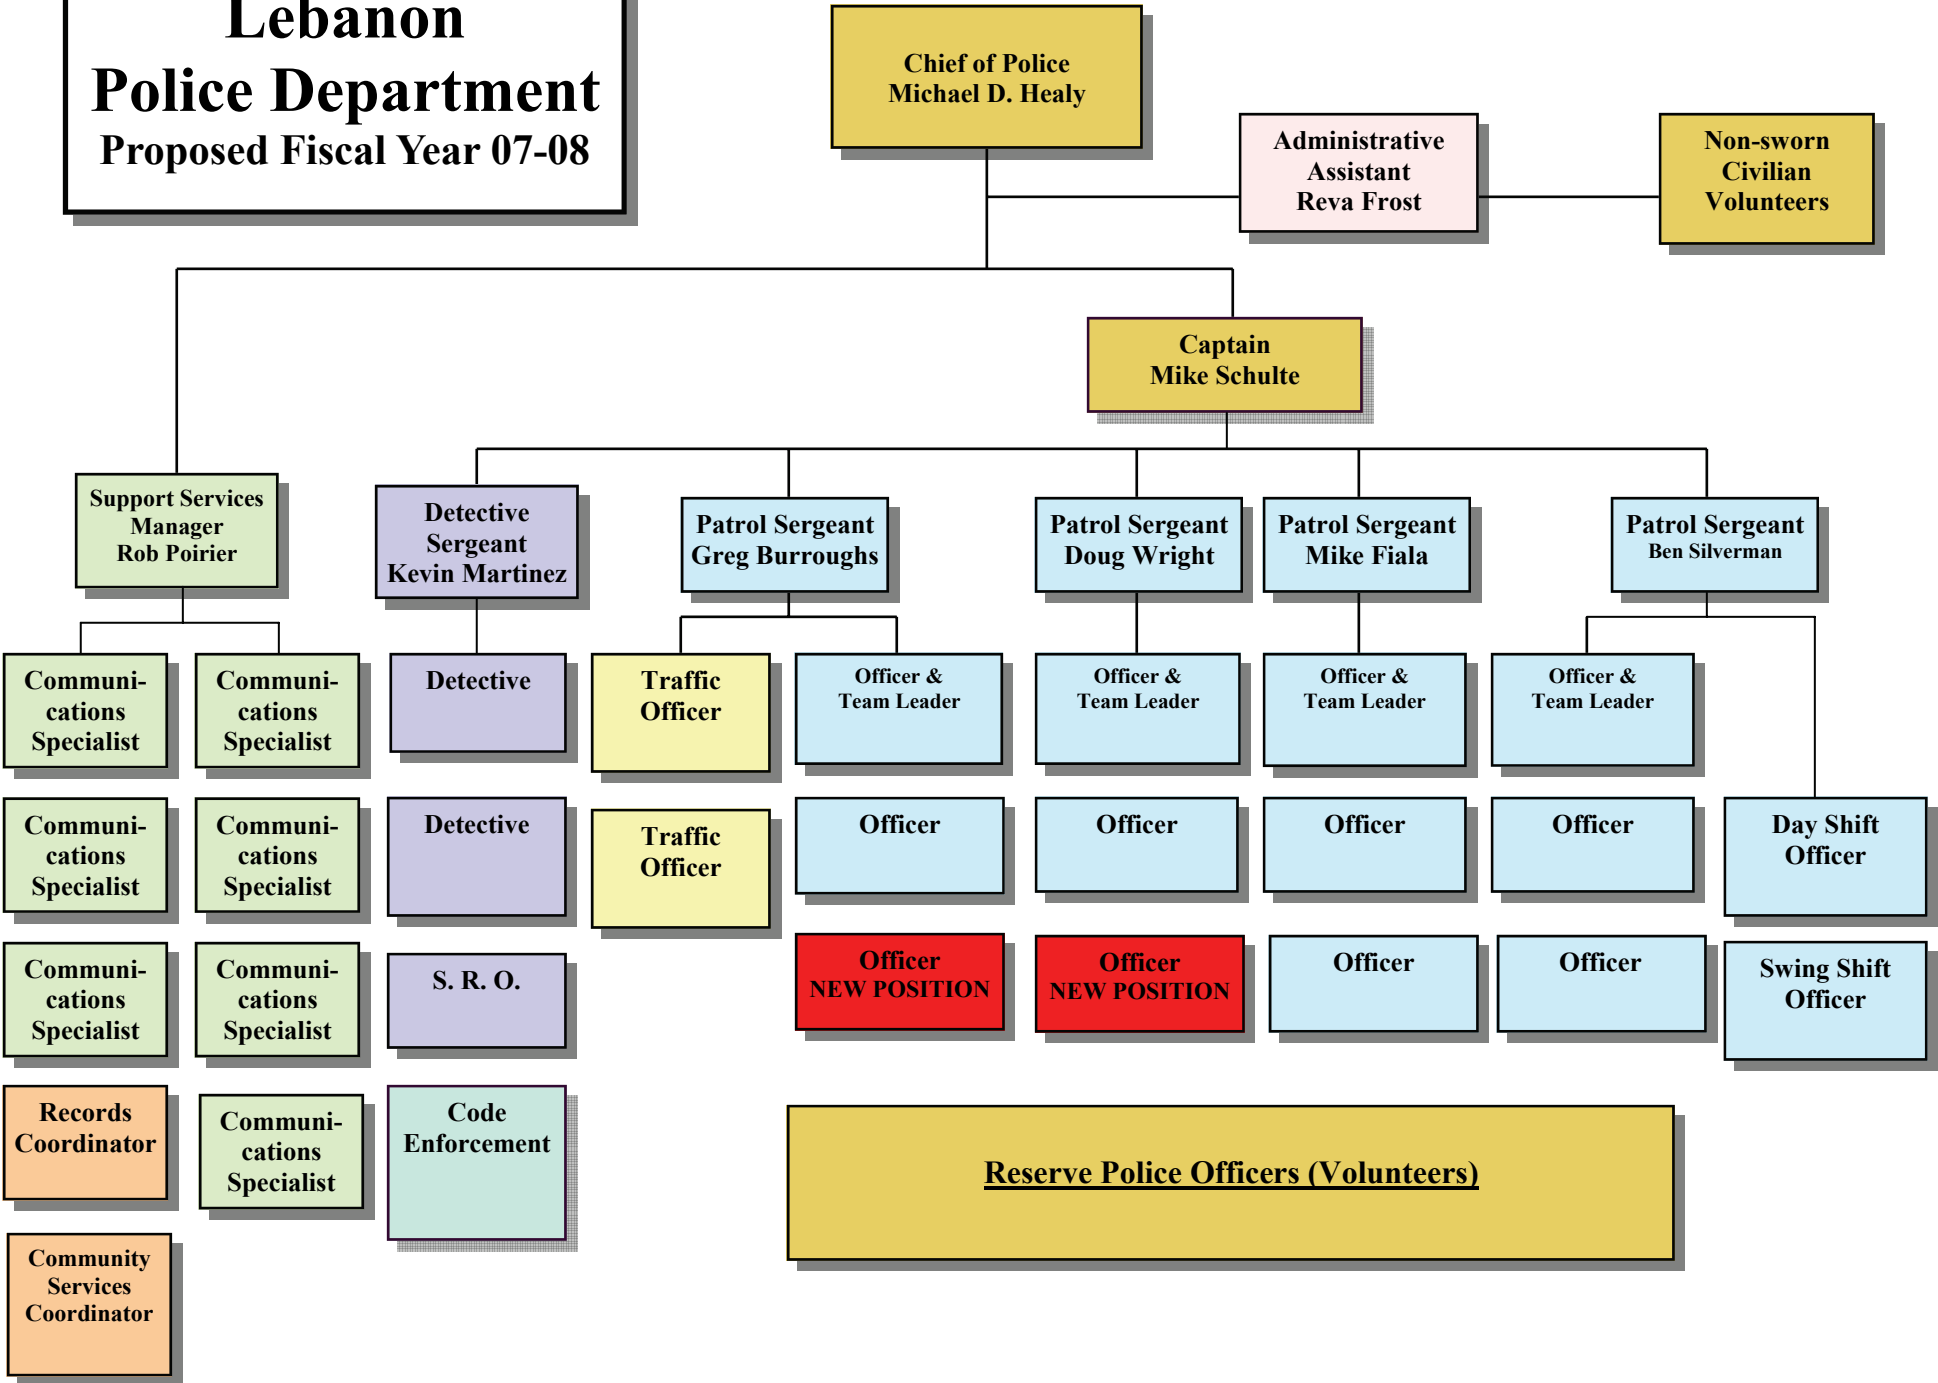 Lebanon
Police Department
Proposed Fiscal Year 07-08
Chief of Police
Michael D. Healy
Administrative
Assistant
Reva Frost
Non-sworn
Civilian
Volunteers
Captain
Mike Schulte
Support Services
Manager
Rob Poirier
Detective
Sergeant
Kevin Martinez
Patrol Sergeant
Greg Burroughs
Patrol Sergeant
Doug Wright
Patrol Sergeant
Mike Fiala
Patrol Sergeant
Ben Silverman
Communi-
cations
Specialist
Communi-
cations
Specialist
Detective
Traffic
Officer
Officer &
Team Leader
Officer &
Team Leader
Officer &
Team Leader
Officer &
Team Leader
Communi-
cations
Specialist
Communi-
cations
Specialist
Detective
Traffic
Officer
Officer
Officer
Officer
Officer
Day Shift
Officer
Communi-
cations
Specialist
Communi-
cations
Specialist
S. R. O.
Officer
NEW POSITION
Officer
NEW POSITION
Officer
Officer
Swing Shift
Officer
Records
Coordinator
Communi-
cations
Specialist
Code
Enforcement
Reserve Police Officers (Volunteers)
Community
Services
Coordinator